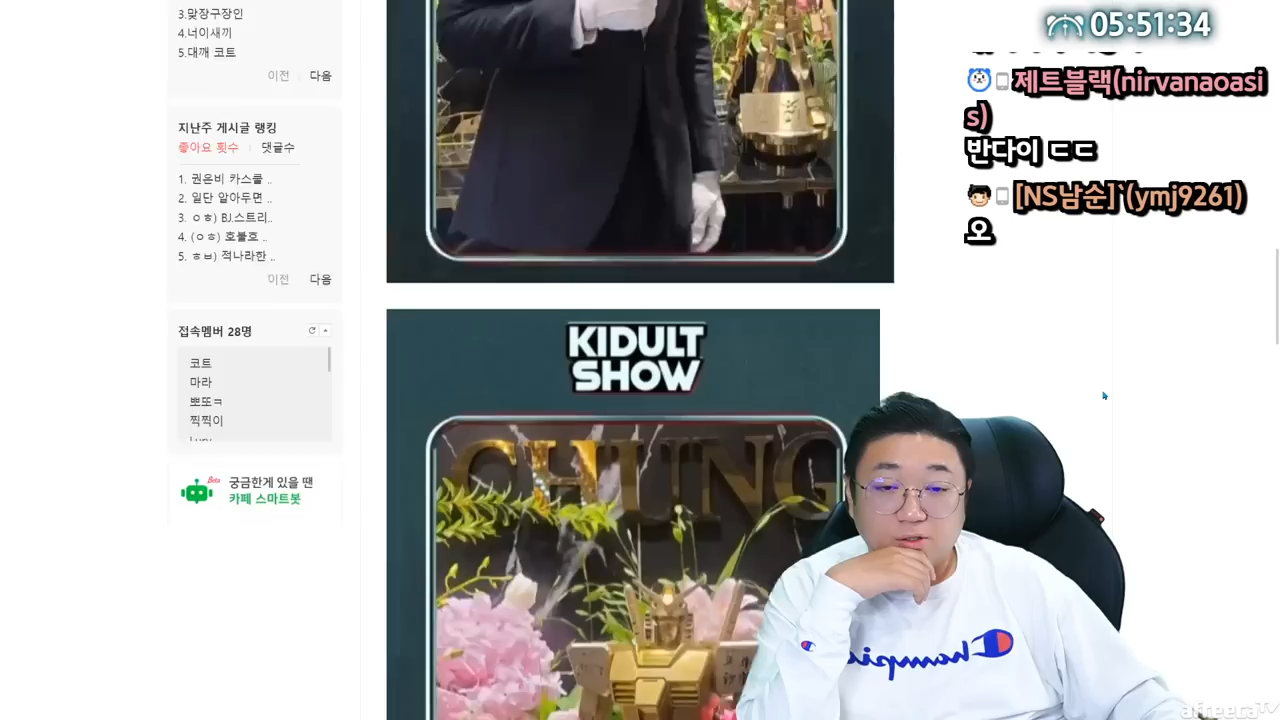 3.맞장구장인
4.너이새끼
5.대깨 코트
이전
다음
지난주 게시글 랭킹
좋아요 횟수
댓글수
1. 권은비 카스쿨 ..
2. 일단 알아두면 ..
3. ㅇㅎ) BJ.스트리..
4. (ㅇㅎ) 호불호 ..
5. ㅎㅂ) 적나라한 ..
이전
다음
접속멤버 28명
코트
마라
뽀또ㅋ
찍찍이
Beta
궁금한게 있을 땐
카페 스마트봇
KIDULT
SHOW
CHUNG
05:51:34
제트블랙(nirvanaoasi
s)
반다이 ㄷㄷ
[NS남순]`(ymj9261)
오
Champion
afreecaTV